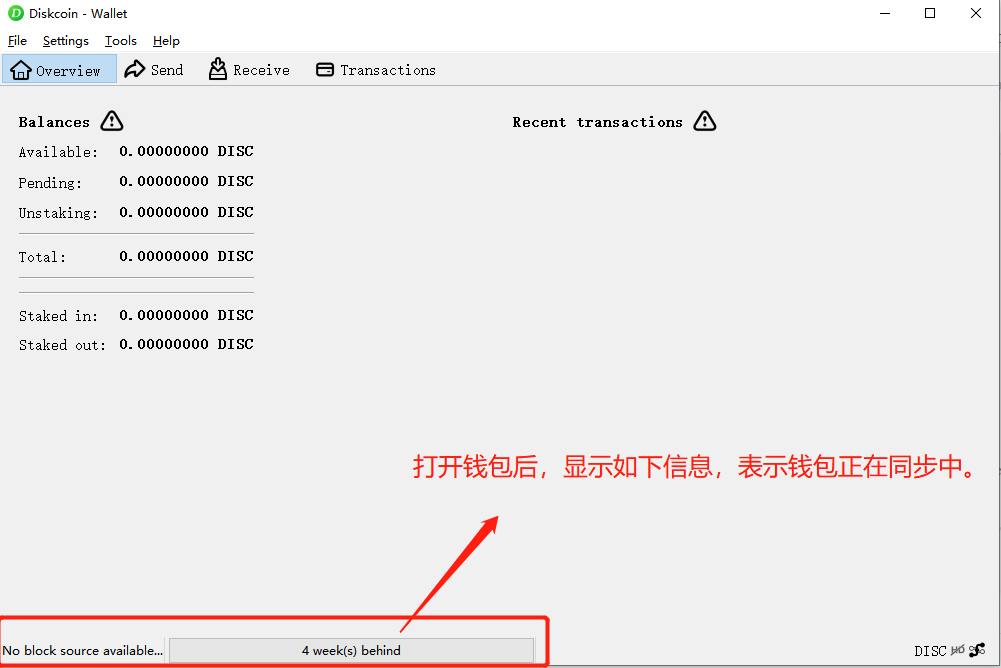 Diskcoin - Wallet
File Settings Tools Help
Overview Send Receive Transactions
Balances
Available: 0.00000000 DISC
Pending: 0.00000000 DISC
Unstaking: 0.00000000 DISC
Total: 0.00000000 DISC
Staked in: 0.00000000 DISC
Staked out: 0.00000000 DISC
Recent transactions
打开钱包后，显示如下信息，表示钱包正在同步中。
No block source available... 4 week(s) behind
DISC HD